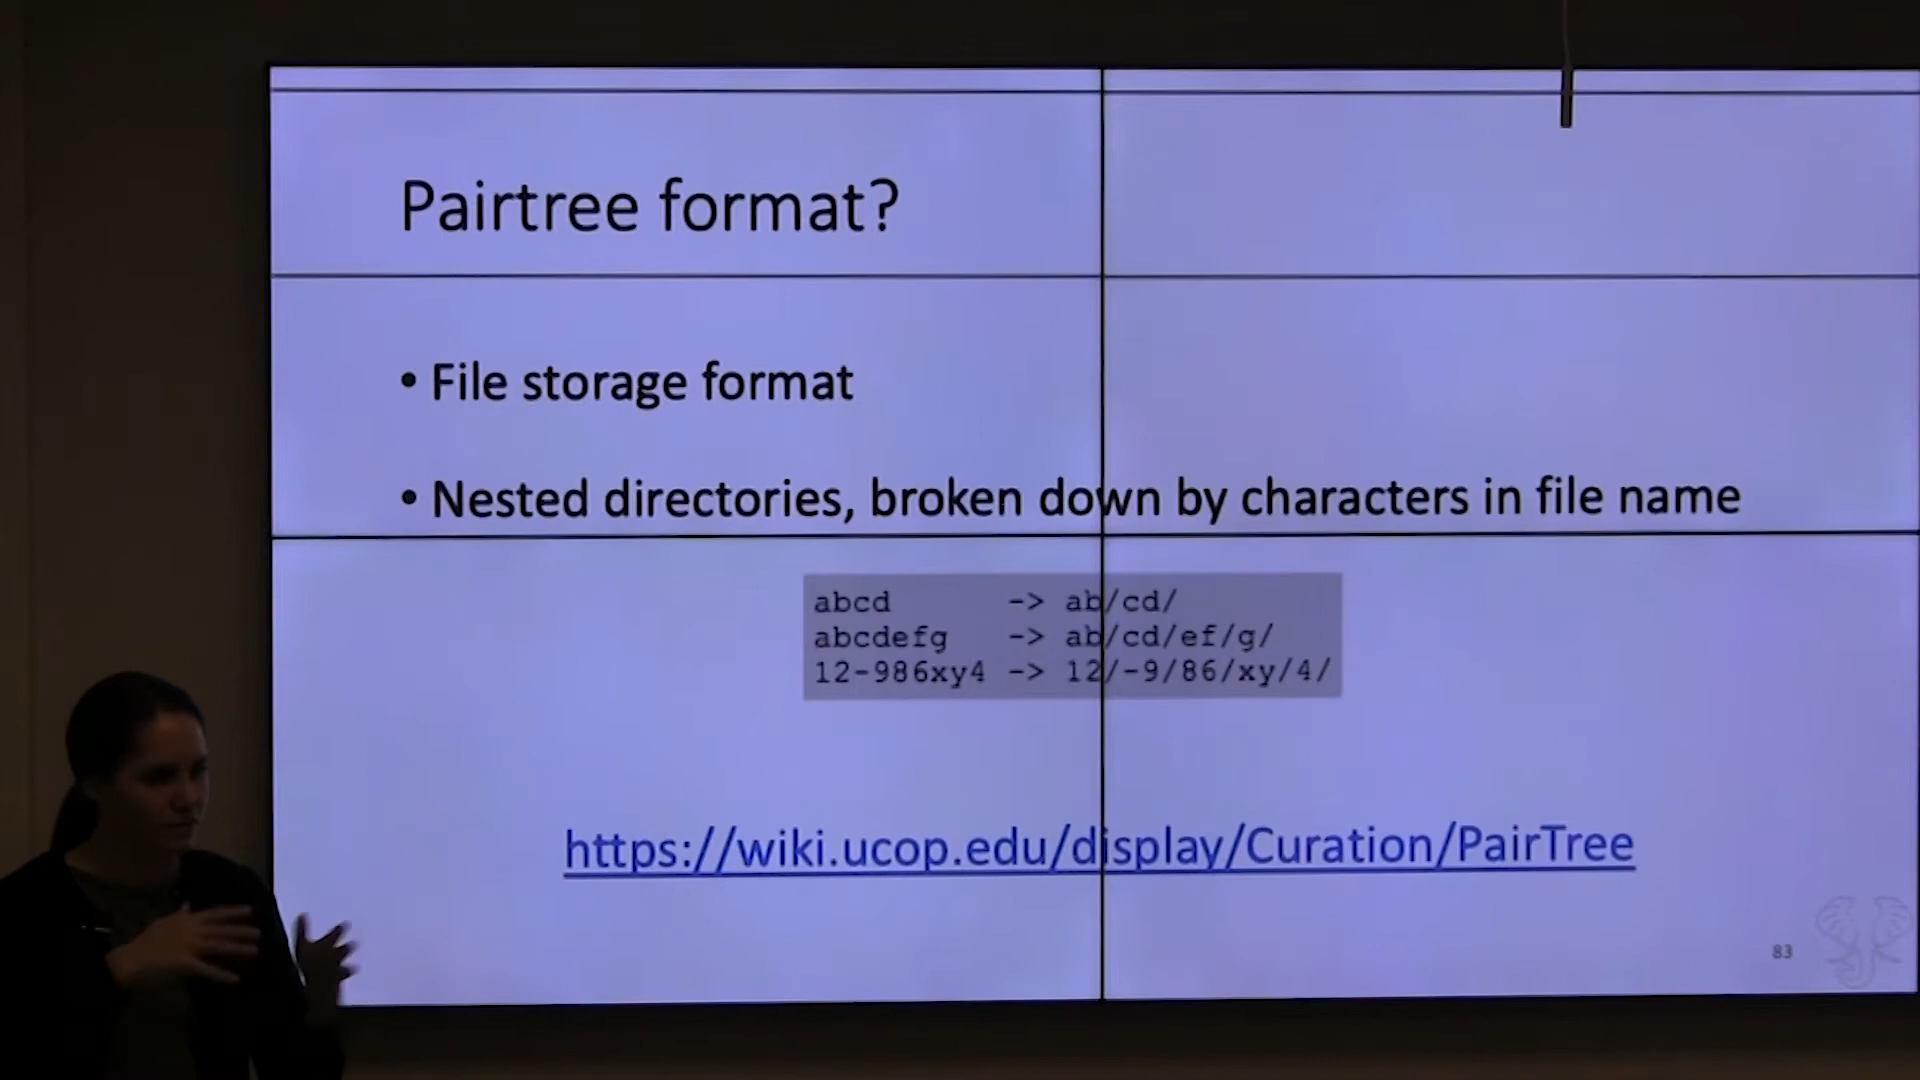 Pairtree format?
• File storage format
• Nested directories, broken down by characters in file name
abcd -> ab/cd/
abcdefg -> ab/cd/ef/g/
12-986xy4 -> 12/-9/86/xy/4/
https://wiki.ucop.edu/display/Curation/PairTree
83